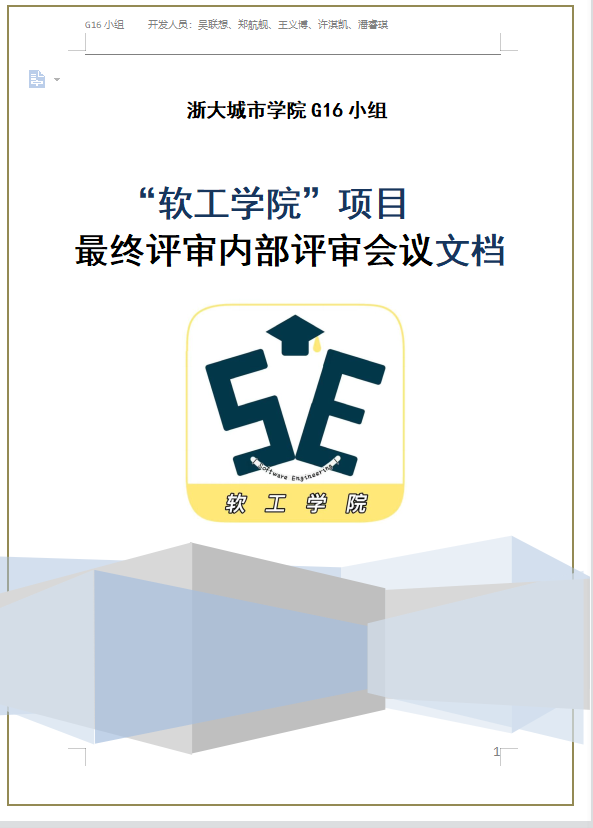 G16 小组 开发人员：吴联想、郑航舰、王义博、许淇凯、潘睿琪
浙大城市学院 G16 小组
“软工学院”项目
最终评审内部评审会议文档
SE
Software Engineering
软工学院
1